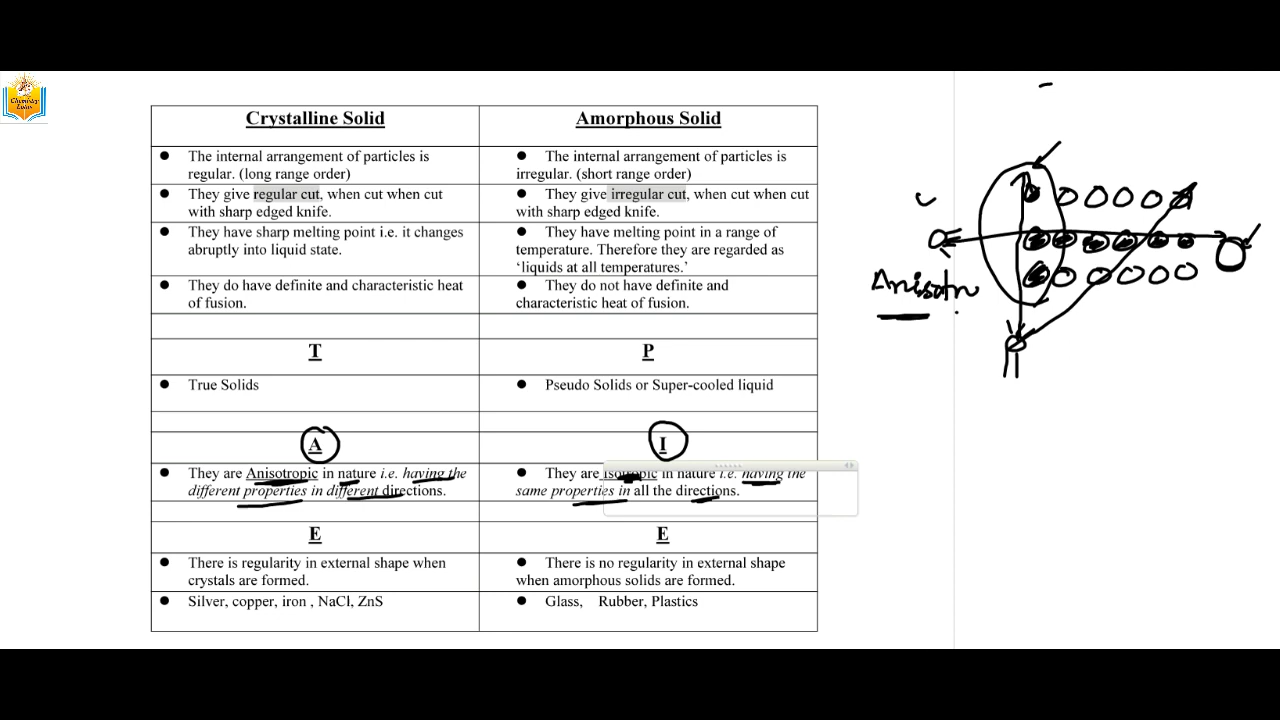 Chemistry
Crystalline Solid
Amorphous Solid
● The internal arrangement of particles is
regular. (long range order)
● The internal arrangement of particles is
irregular. (short range order)
● They give regular cut, when cut when cut
with sharp edged knife.
● They give irregular cut, when cut when cut
with sharp edged knife.
● They have sharp melting point i.e. it changes
abruptly into liquid state.
● They have melting point in a range of
temperature. Therefore they are regarded as
‘liquids at all temperatures.’
● They do have definite and characteristic heat
of fusion.
● They do not have definite and
characteristic heat of fusion.
T
P
● True Solids
● Pseudo Solids or Super-cooled liquid
A
I
● They are Anisotropic in nature i.e. having the
different properties in different directions.
● They are isotropic in nature i.e. having the
same properties in all the directions.
E
E
● There is regularity in external shape when
crystals are formed.
● There is no regularity in external shape
when amorphous solids are formed.
● Silver, copper, iron , NaCl, ZnS
● Glass, Rubber, Plastics
Anisotr